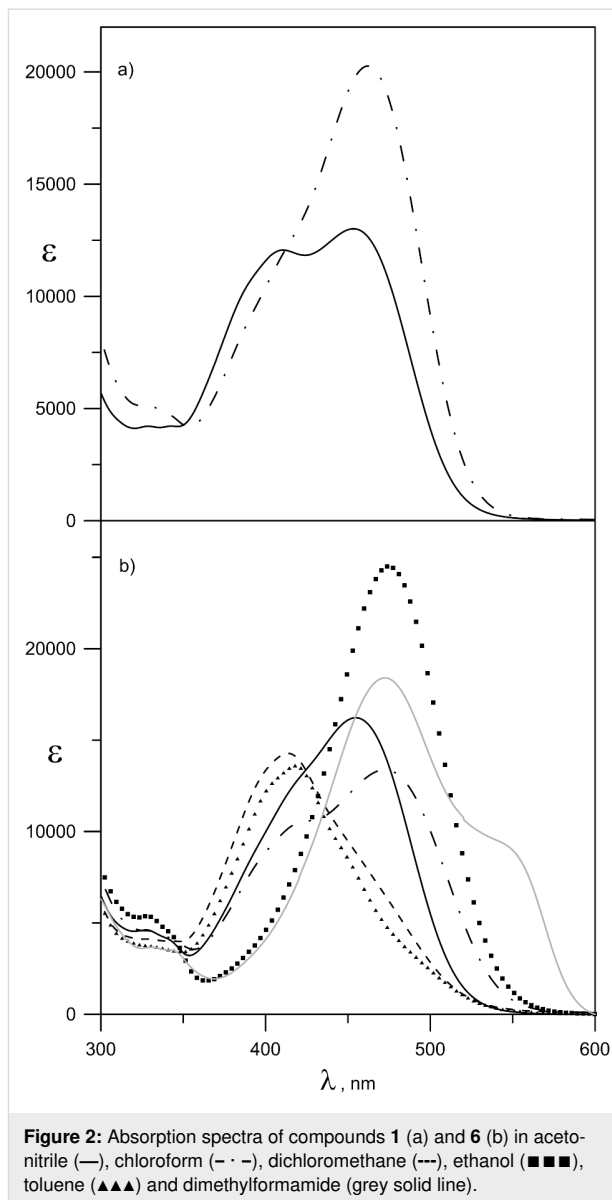 a)
20000
15000
ε
10000
5000
0
b)
20000
ε
10000
0
300 400 500 600
λ , nm
Figure 2: Absorption spectra of compounds 1 (a) and 6 (b) in aceto-
nitrile (—), chloroform (– · –), dichloromethane (---), ethanol (■■■),
toluene (▲▲▲) and dimethylformamide (grey solid line).